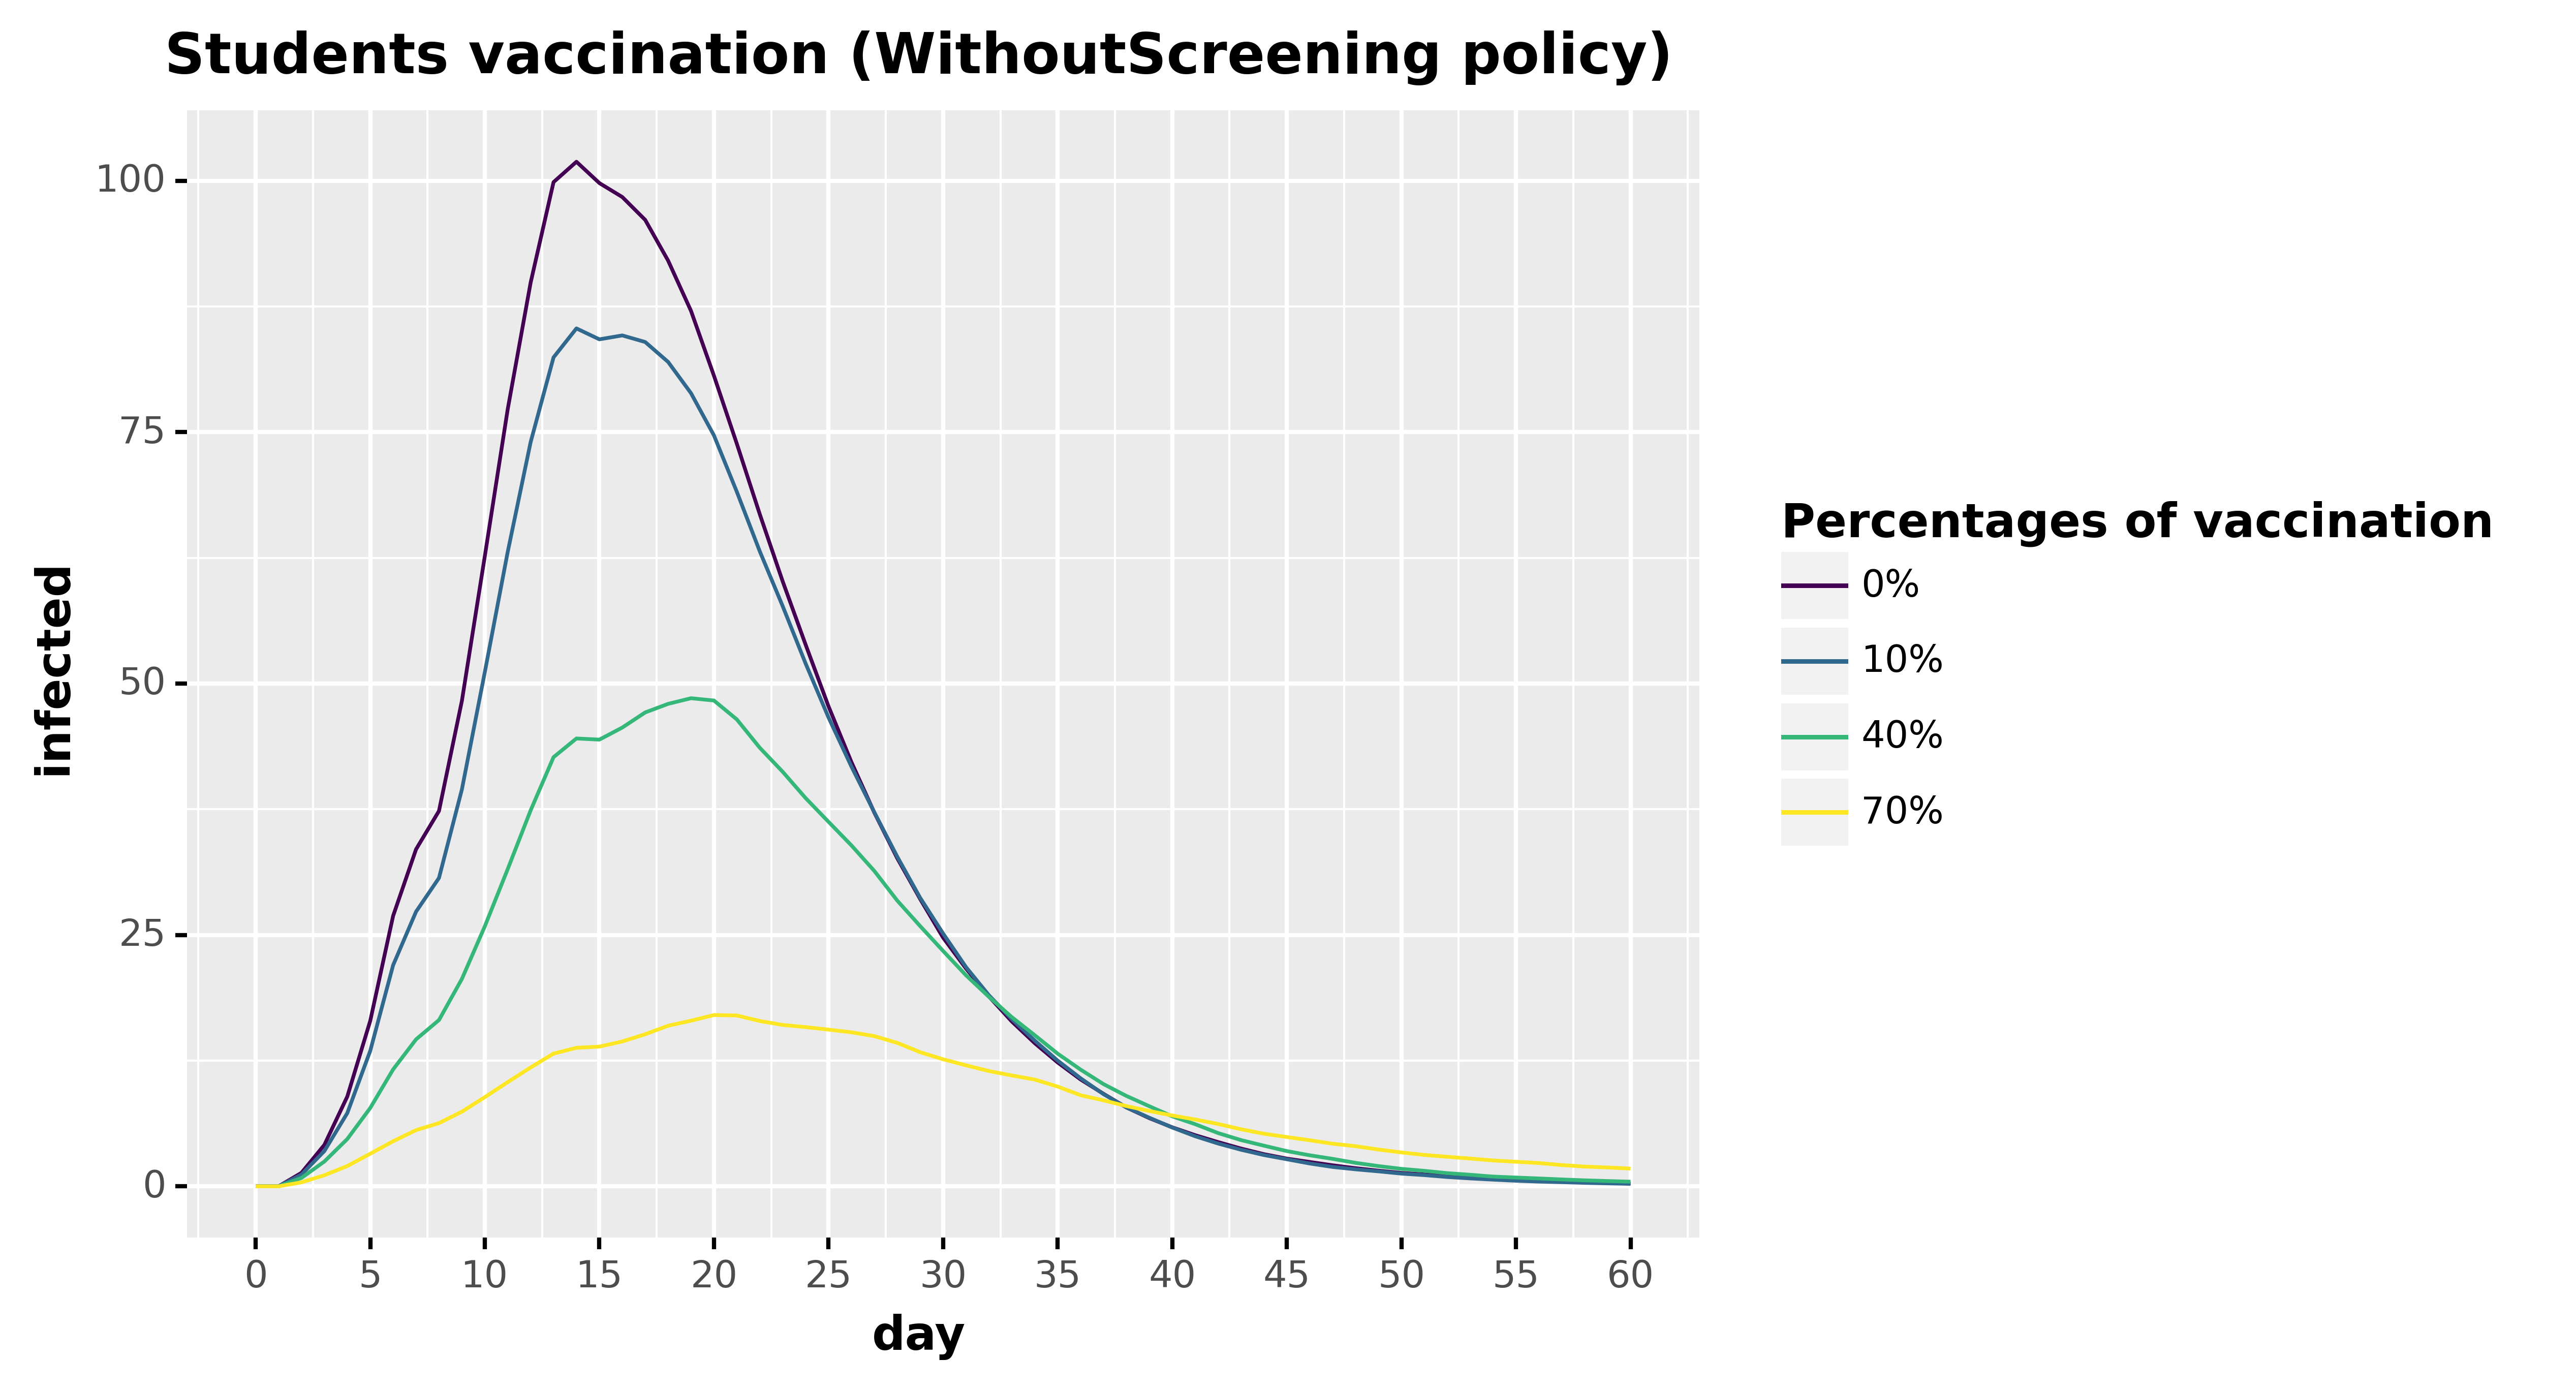 Students vaccination (WithoutScreening policy)
infected
100
75
50
25
0
0 5 10 15 20 25 30 35 40 45 50 55 60
day
Percentages of vaccination
0%
10%
40%
70%